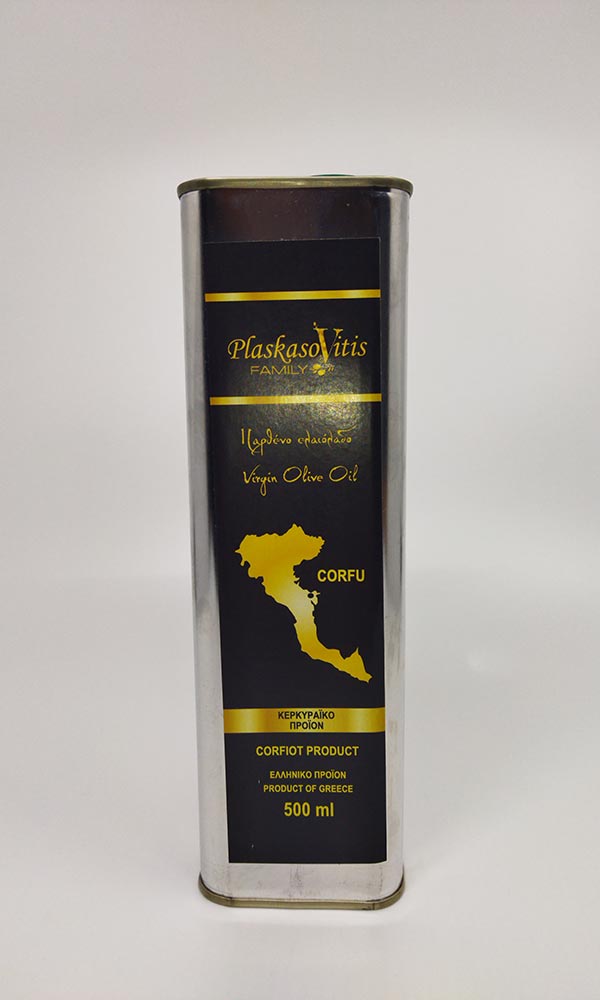 PlaskasoVitis
FAMILY
Παρθένο ελαιόλαδο
Virgin Olive Oil
CORFU
ΚΕΡΚΥΡΑΪΚΟ
ΠΡΟΪΟΝ
CORFIOT PRODUCT
ΕΛΛΗΝΙΚΟ ΠΡΟΪΟΝ
PRODUCT OF GREECE
500 ml